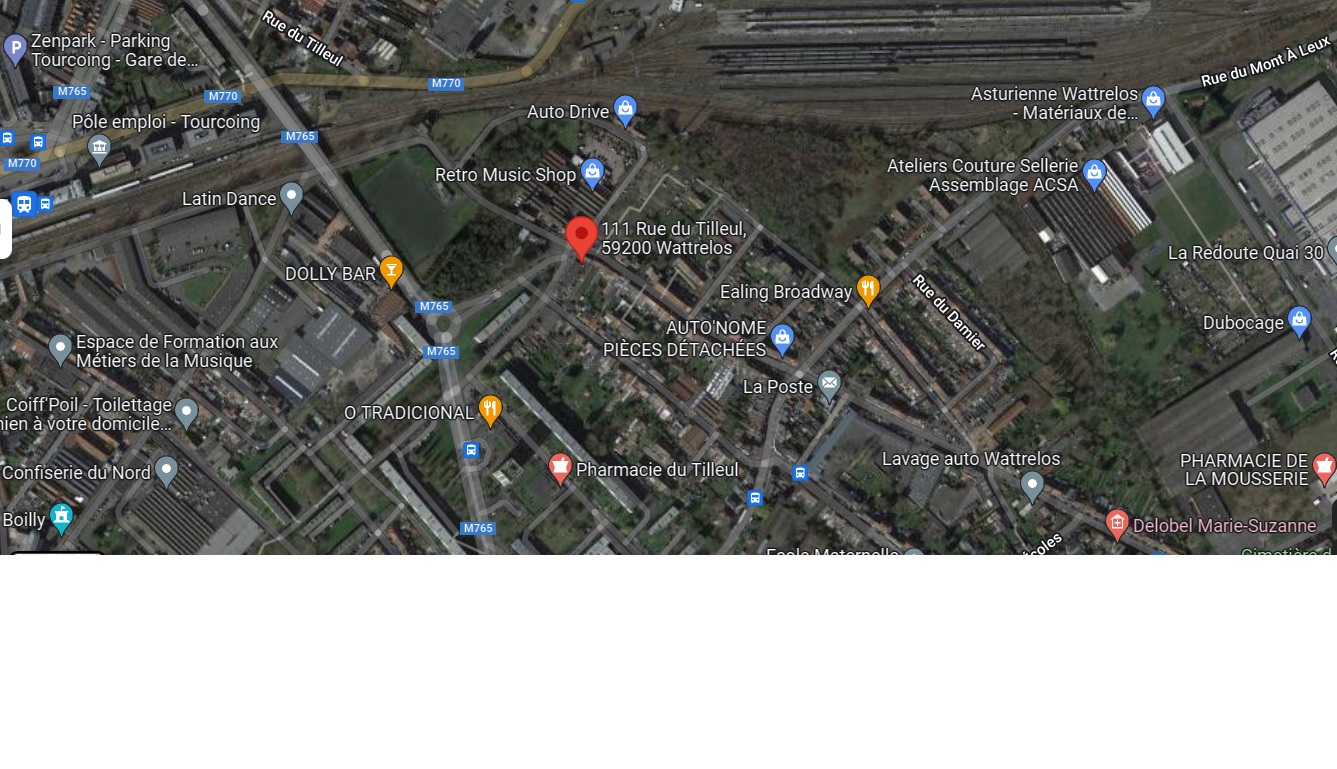 Rue du Tilleul
Zenpark - Parking
Tourcoing - Gare de...
M770
Rue du Mont À Leux
M765
M770
Asturienne Wattrelos
- Matériaux de...
Auto Drive
Pôle emploi - Tourcoing
M765
M770
Ateliers Couture Sellerie
Assemblage ACSA
Retro Music Shop
Latin Dance
111 Rue du Tilleul,
59200 Wattrelos
La Redoute Quai 30
DOLLY BAR
Ealing Broadway
Rue du Damier
M765
Dubocage
AUTO'NOME
PIÈCES DÉTACHÉES
Espace de Formation aux
Métiers de la Musique
M765
La Poste
Coiff'Poil - Toilettage
hien à votre domicile...
O TRADICIONAL
Lavage auto Wattrelos
Confiserie du Nord
Pharmacie du Tilleul
PHARMACIE DE
LA MOUSSERIE
Boilly
M765
Delobel Marie-Suzanne
Ecole Maternelle
Cimetière d